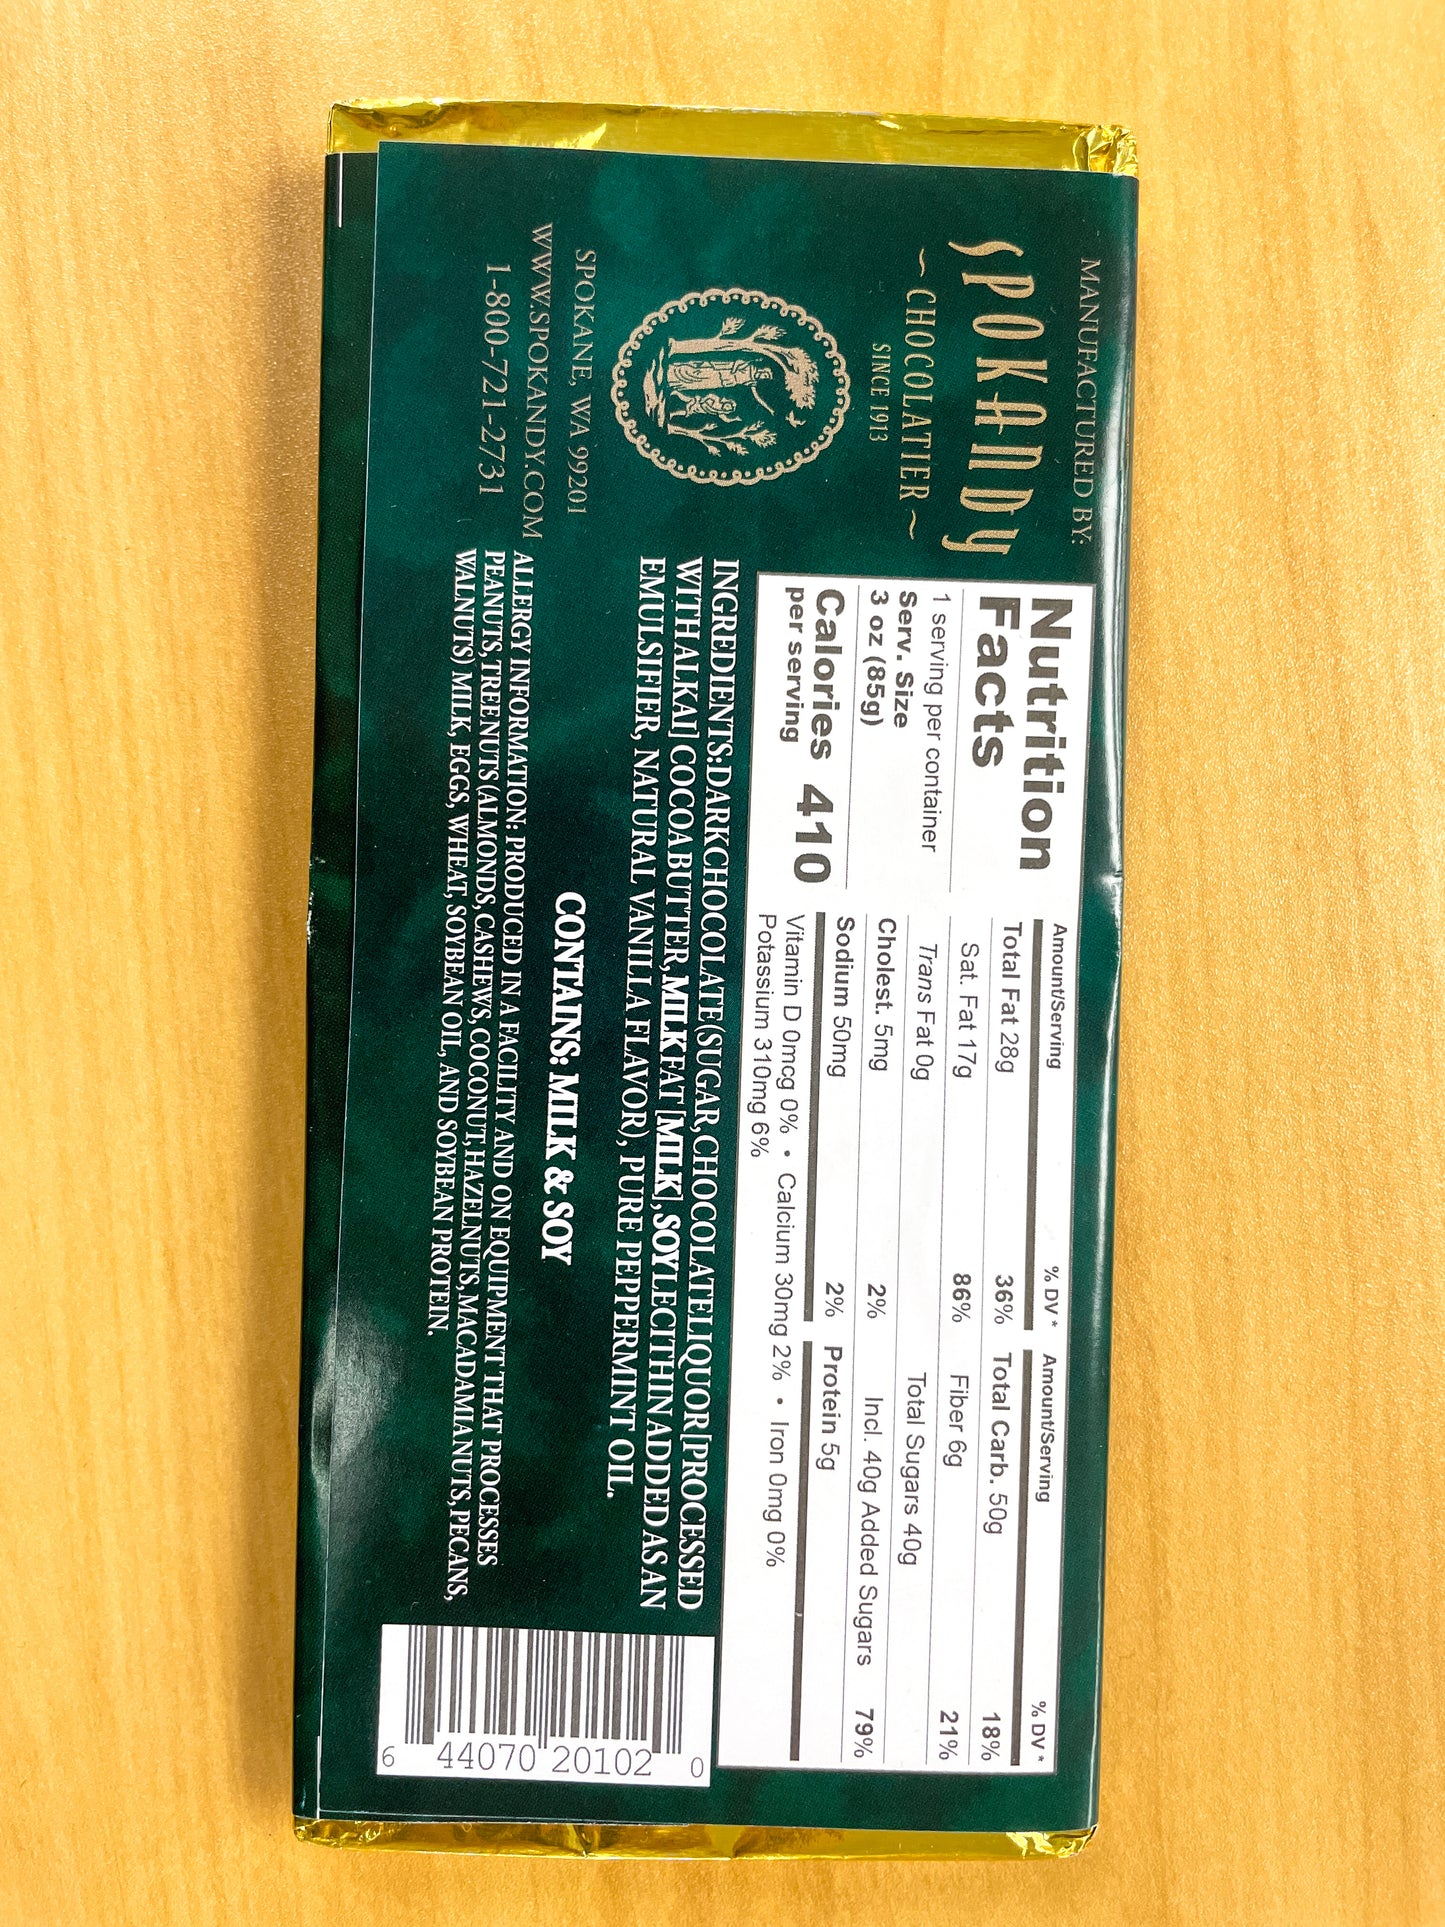 MANUFACTURED BY:
SPOKANDY
~ CHOCOLATIER ~
SINCE 1913
SPOKANE, WA 99201
WWW.SPOKANDY.COM
1-800-721-2731
Nutrition
Facts
1 serving per container
Serv. Size
3 oz (85g)
Calories 410
per serving
Amount/Serving % DV *
Total Fat 28g 36%
Sat. Fat 17g 86%
Trans Fat 0g
Cholest. 5mg 2%
Sodium 50mg 2%
Amount/Serving % DV *
Total Carb. 50g 18%
Fiber 6g 21%
Total Sugars 40g
Incl. 40g Added Sugars 79%
Protein 5g
Vitamin D 0mcg 0% • Calcium 30mg 2% • Iron 0mg 0%
Potassium 310mg 6%
INGREDIENTS: DARK CHOCOLATE (SUGAR, CHOCOLATE LIQUOR [PROCESSED
WITH ALKAI] COCOA BUTTER, MILK FAT [MILK], SOY LECITHIN ADDED AS AN
EMULSIFIER, NATURAL VANILLA FLAVOR), PURE PEPPERMINT OIL.
CONTAINS: MILK & SOY
ALLERGY INFORMATION: PRODUCED IN A FACILITY AND ON EQUIPMENT THAT PROCESSES
PEANUTS, TREE NUTS (ALMONDS, CASHEWS, COCONUT, HAZELNUTS, MACADAMIA NUTS, PECANS,
WALNUTS) MILK, EGGS, WHEAT, SOYBEAN OIL, AND SOYBEAN PROTEIN.
6 44070 20102 0